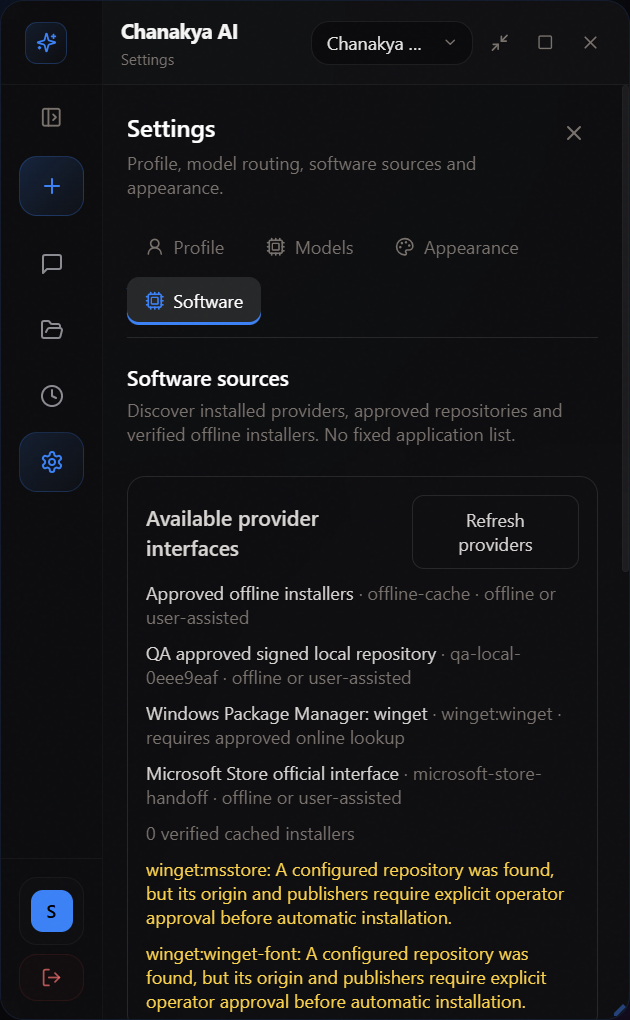 Chanakya AI
Settings
Chanakya ...
Settings
Profile, model routing, software sources and
appearance.
Profile
Models
Appearance
Software
Software sources
Discover installed providers, approved repositories and
verified offline installers. No fixed application list.
Available provider
interfaces
Refresh
providers
Approved offline installers · offline-cache · offline or
user-assisted
QA approved signed local repository · qa-local-
0eee9eaf · offline or user-assisted
Windows Package Manager: winget · winget:winget ·
requires approved online lookup
Microsoft Store official interface · microsoft-store-
handoff · offline or user-assisted
0 verified cached installers
winget:msstore: A configured repository was found,
but its origin and publishers require explicit operator
approval before automatic installation.
winget:winget-font: A configured repository was
found, but its origin and publishers require explicit
operator approval before automatic installation.
S